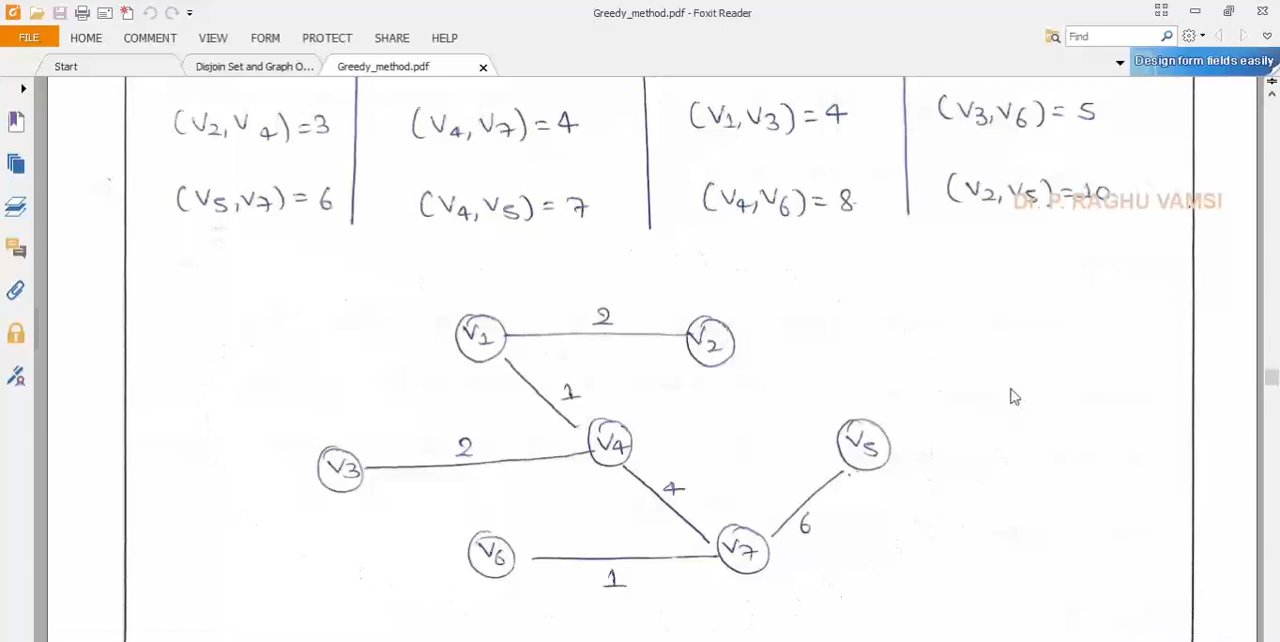 Greedy_method.pdf - Foxit Reader
FILE HOME COMMENT VIEW FORM PROTECT SHARE HELP Find
Start Disjoin Set and Graph O... Greedy_method.pdf Design form fields easily
(V2, V4) = 3 (V4, V7) = 4 (V1, V3) = 4 (V3, V6) = 5
(V5, V7) = 6 (V4, V5) = 7 (V4, V6) = 8 (V2, V5) = 10
Dr. P. RAGHU VAMSI
2
V1 V2
1
V4 V5
2
V3
4
6
V6 V7
1